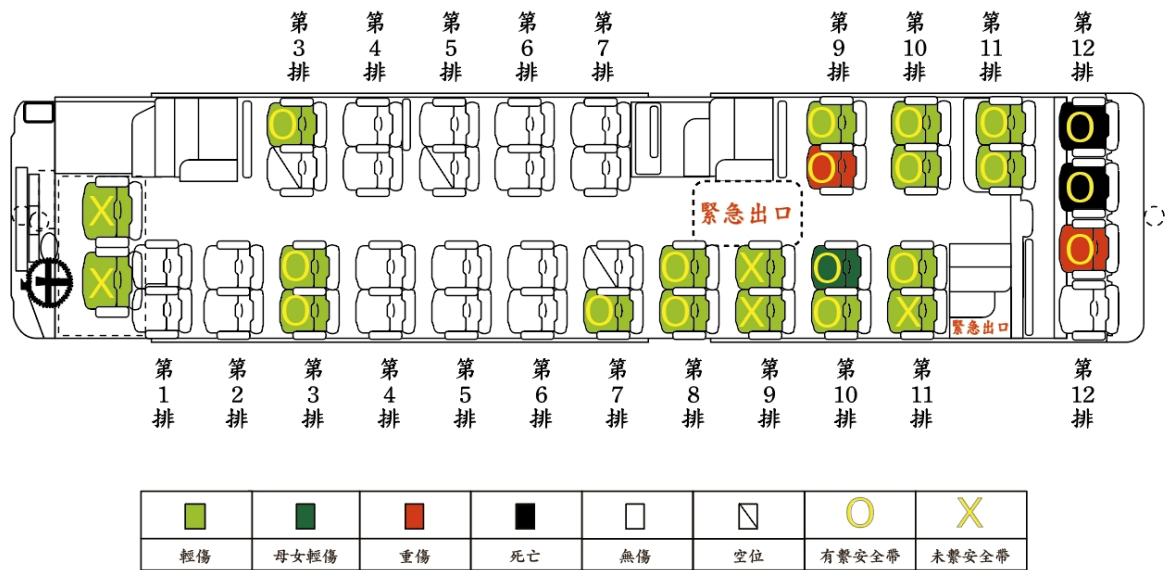 第3排
第4排
第5排
第6排
第7排
第9排
第10排
第11排
第12排
O
O
O
O
O
O
O
O
O
O
X
緊急出口
X
O
O
X
O
O
O
O
O
O
X
O
X
緊急出口
第1排
第2排
第3排
第4排
第5排
第6排
第7排
第8排
第9排
第10排
第11排
第12排
O
X
輕傷
母女輕傷
重傷
死亡
無傷
空位
有繫安全帶
未繫安全帶